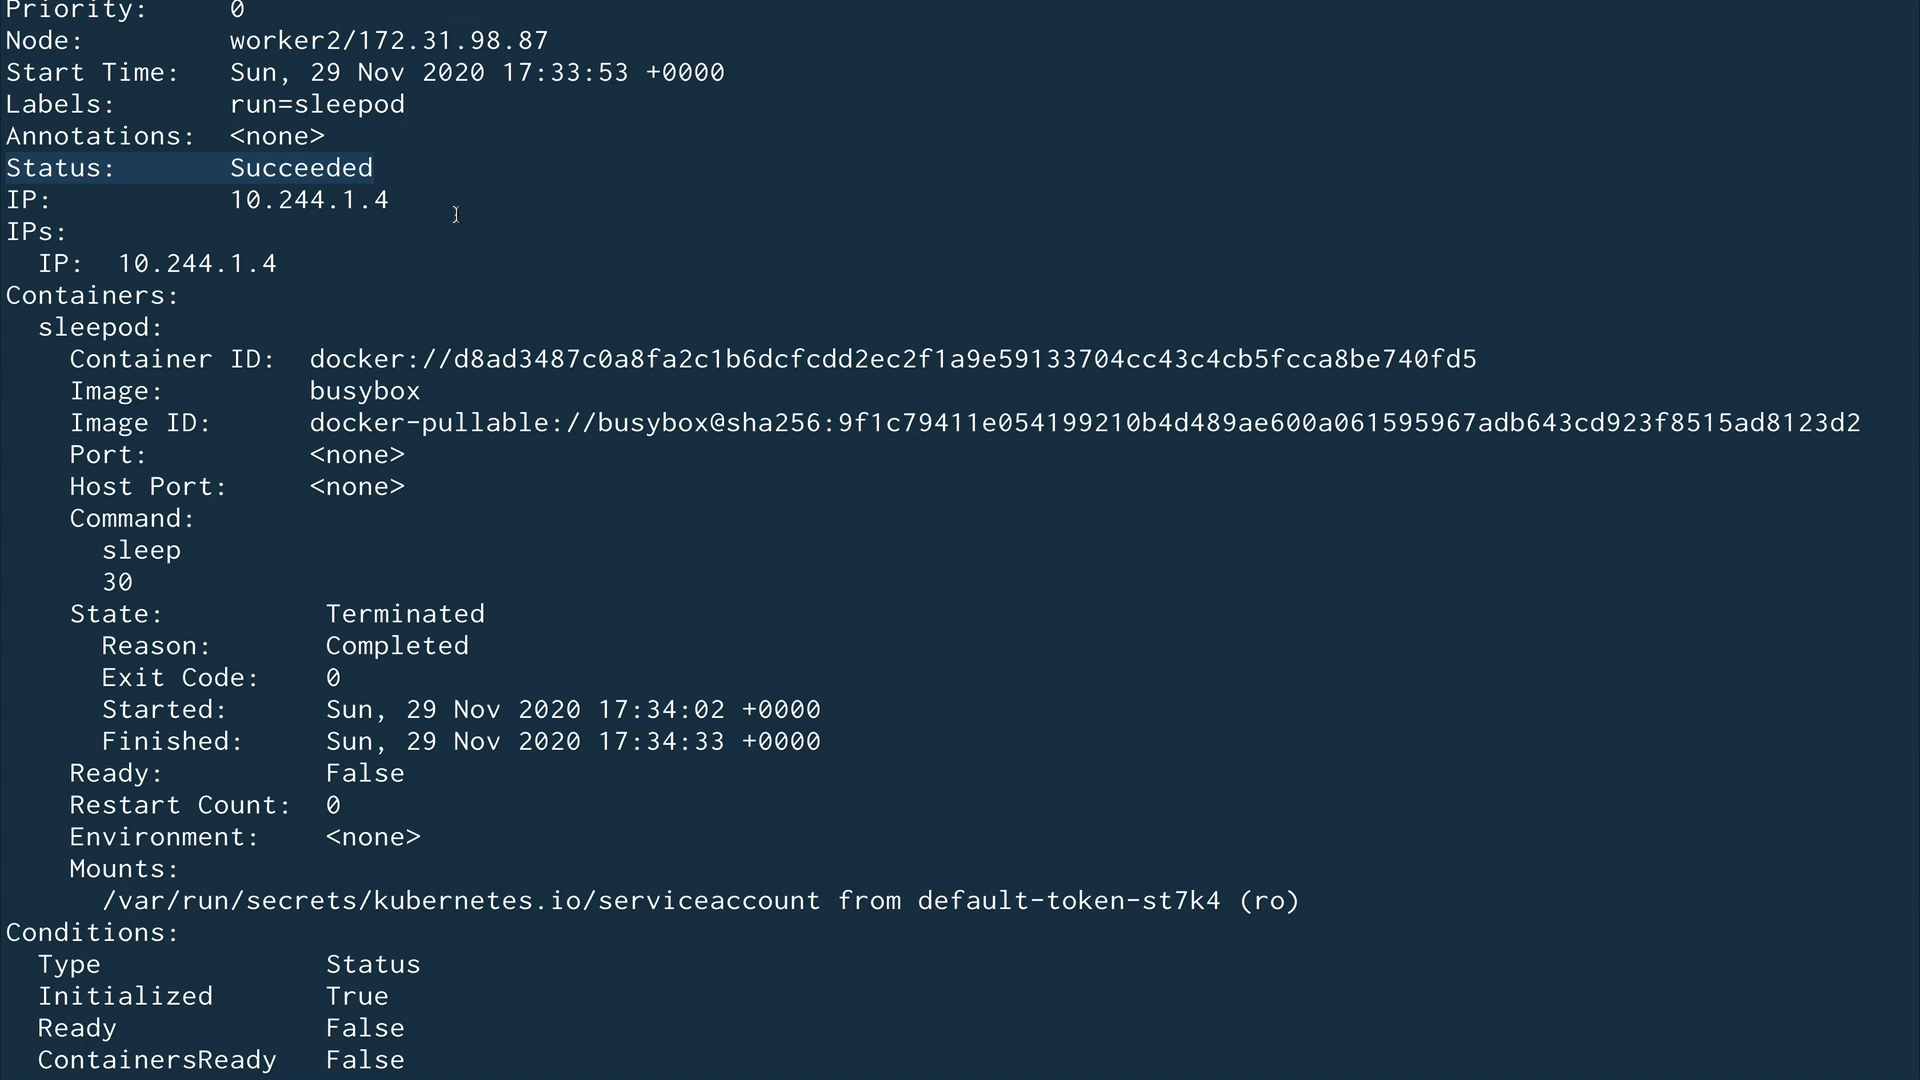 Priority:     0
Node:         worker2/172.31.98.87
Start Time:   Sun, 29 Nov 2020 17:33:53 +0000
Labels:       run=sleepod
Annotations:  <none>
Status:       Succeeded
IP:           10.244.1.4
IPs:
  IP:  10.244.1.4
Containers:
  sleepod:
    Container ID:  docker://d8ad3487c0a8fa2c1b6dcfcdd2ec2f1a9e59133704cc43c4cb5fcca8be740fd5
    Image:         busybox
    Image ID:      docker-pullable://busybox@sha256:9f1c79411e054199210b4d489ae600a061595967adb643cd923f8515ad8123d2
    Port:          <none>
    Host Port:     <none>
    Command:
      sleep
      30
    State:          Terminated
      Reason:       Completed
      Exit Code:    0
      Started:      Sun, 29 Nov 2020 17:34:02 +0000
      Finished:     Sun, 29 Nov 2020 17:34:33 +0000
    Ready:          False
    Restart Count:  0
    Environment:    <none>
    Mounts:
      /var/run/secrets/kubernetes.io/serviceaccount from default-token-st7k4 (ro)
Conditions:
  Type              Status
  Initialized       True
  Ready             False
  ContainersReady   False